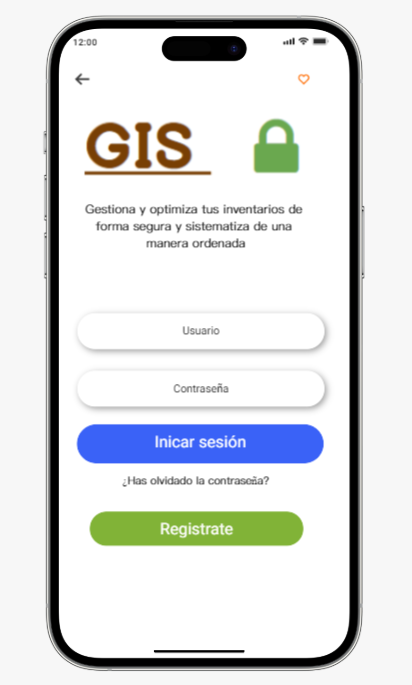 12:00
GIS
Gestiona y optimiza tus inventarios de
forma segura y sistematiza de una
manera ordenada
Usuario
Contraseña
Inicar sesión
¿Has olvidado la contraseña?
Registrate